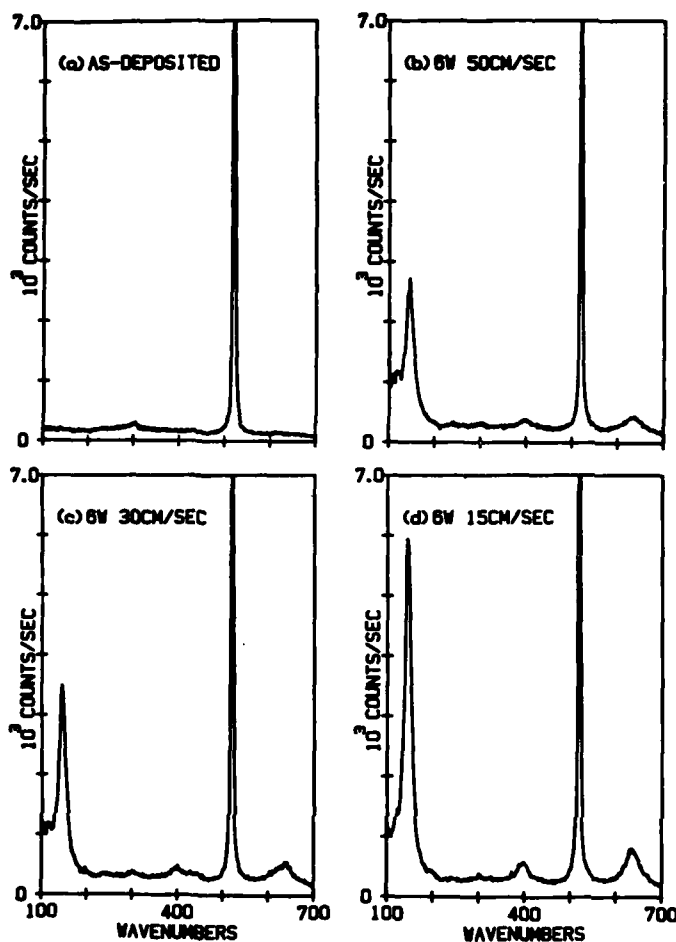 7.0
(a) AS-DEPOSITED
10³ COUNTS/SEC
0
7.0
(b) 6W 50CM/SEC
10³ COUNTS/SEC
0
7.0
(c) 6W 30CM/SEC
10³ COUNTS/SEC
0
100 400 700
WAVENUMBERS
7.0
(d) 6W 15CM/SEC
10³ COUNTS/SEC
0
100 400 700
WAVENUMBERS